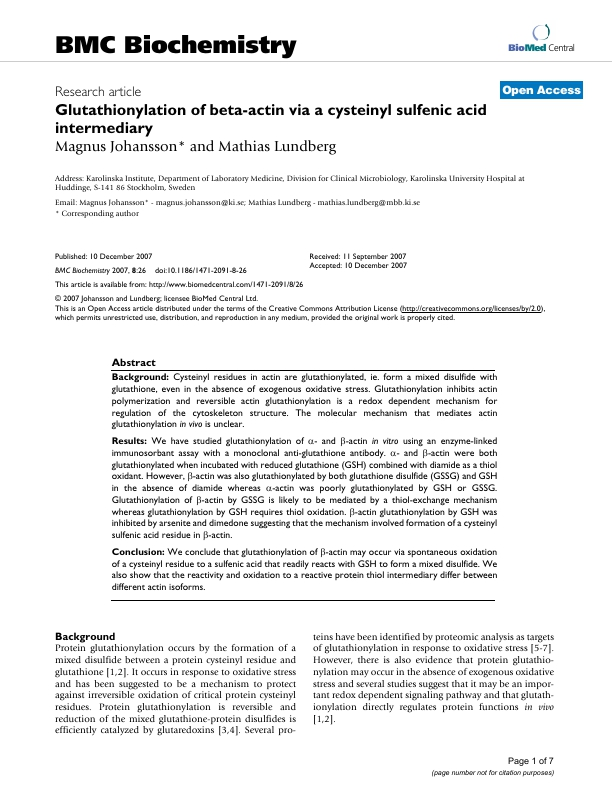 BMC Biochemistry
BioMed Central
Research article
Open Access
Glutathionylation of beta-actin via a cysteinyl sulfenic acid
intermediary
Magnus Johansson* and Mathias Lundberg
Address: Karolinska Institute, Department of Laboratory Medicine, Division for Clinical Microbiology, Karolinska University Hospital at
Huddinge, S-141 86 Stockholm, Sweden
Email: Magnus Johansson* - magnus.johansson@ki.se; Mathias Lundberg - mathias.lundberg@mbb.ki.se
* Corresponding author
Published: 10 December 2007
BMC Biochemistry 2007, 8:26 doi:10.1186/1471-2091-8-26
Received: 11 September 2007
Accepted: 10 December 2007
This article is available from: http://www.biomedcentral.com/1471-2091/8/26
© 2007 Johansson and Lundberg; licensee BioMed Central Ltd.
This is an Open Access article distributed under the terms of the Creative Commons Attribution License (http://creativecommons.org/licenses/by/2.0),
which permits unrestricted use, distribution, and reproduction in any medium, provided the original work is properly cited.
Abstract
Background: Cysteinyl residues in actin are glutathionylated, ie. form a mixed disulfide with
glutathione, even in the absence of exogenous oxidative stress. Glutathionylation inhibits actin
polymerization and reversible actin glutathionylation is a redox dependent mechanism for
regulation of the cytoskeleton structure. The molecular mechanism that mediates actin
glutathionylation in vivo is unclear.
Results: We have studied glutathionylation of α- and β-actin in vitro using an enzyme-linked
immunosorbant assay with a monoclonal anti-glutathione antibody. α- and β-actin were both
glutathionylated when incubated with reduced glutathione (GSH) combined with diamide as a thiol
oxidant. However, β-actin was also glutathionylated by both glutathione disulfide (GSSG) and GSH
in the absence of diamide whereas α-actin was poorly glutathionylated by GSH or GSSG.
Glutathionylation of β-actin by GSSG is likely to be mediated by a thiol-exchange mechanism
whereas glutathionylation by GSH requires thiol oxidation. β-actin glutathionylation by GSH was
inhibited by arsenite and dimedone suggesting that the mechanism involved formation of a cysteinyl
sulfenic acid residue in β-actin.
Conclusion: We conclude that glutathionylation of β-actin may occur via spontaneous oxidation
of a cysteinyl residue to a sulfenic acid that readily reacts with GSH to form a mixed disulfide. We
also show that the reactivity and oxidation to a reactive protein thiol intermediary differ between
different actin isoforms.
Background
Protein glutathionylation occurs by the formation of a
mixed disulfide between a protein cysteinyl residue and
glutathione [1,2]. It occurs in response to oxidative stress
and has been suggested to be a mechanism to protect
against irreversible oxidation of critical protein cysteinyl
residues. Protein glutathionylation is reversible and
reduction of the mixed glutathione-protein disulfides is
efficiently catalyzed by glutaredoxins [3,4]. Several pro-
teins have been identified by proteomic analysis as targets
of glutathionylation in response to oxidative stress [5-7].
However, there is also evidence that protein glutathio-
nylation may occur in the absence of exogenous oxidative
stress and several studies suggest that it may be an impor-
tant redox dependent signaling pathway and that glutath-
ionylation directly regulates protein functions in vivo
[1,2].
Page 1 of 7
(page number not for citation purposes)